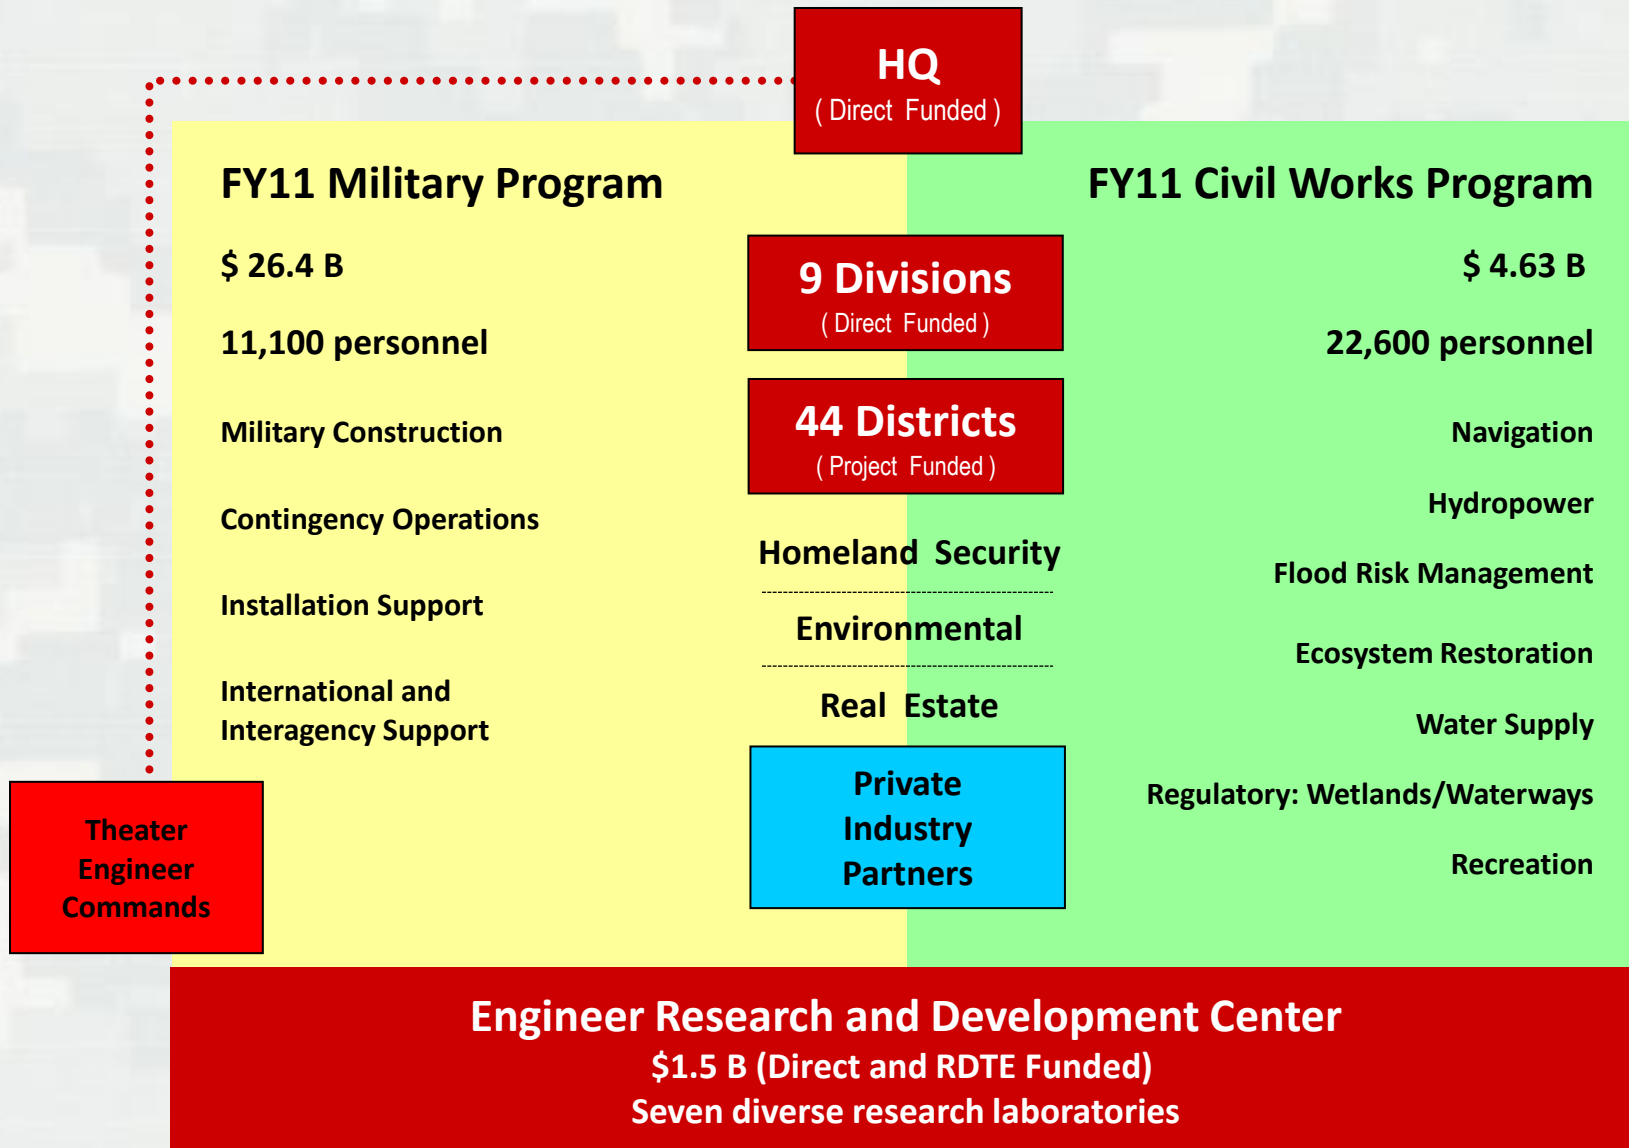 HQ
( Direct Funded )
FY11 Military Program
$ 26.4 B
11,100 personnel
Military Construction
Contingency Operations
Installation Support
International and
Interagency Support
9 Divisions
( Direct Funded )
44 Districts
( Project Funded )
Homeland Security
Environmental
Real Estate
Private
Industry
Partners
FY11 Civil Works Program
$ 4.63 B
22,600 personnel
Navigation
Hydropower
Flood Risk Management
Ecosystem Restoration
Water Supply
Regulatory: Wetlands/Waterways
Recreation
Theater
Engineer
Commands
Engineer Research and Development Center
$1.5 B (Direct and RDTE Funded)
Seven diverse research laboratories